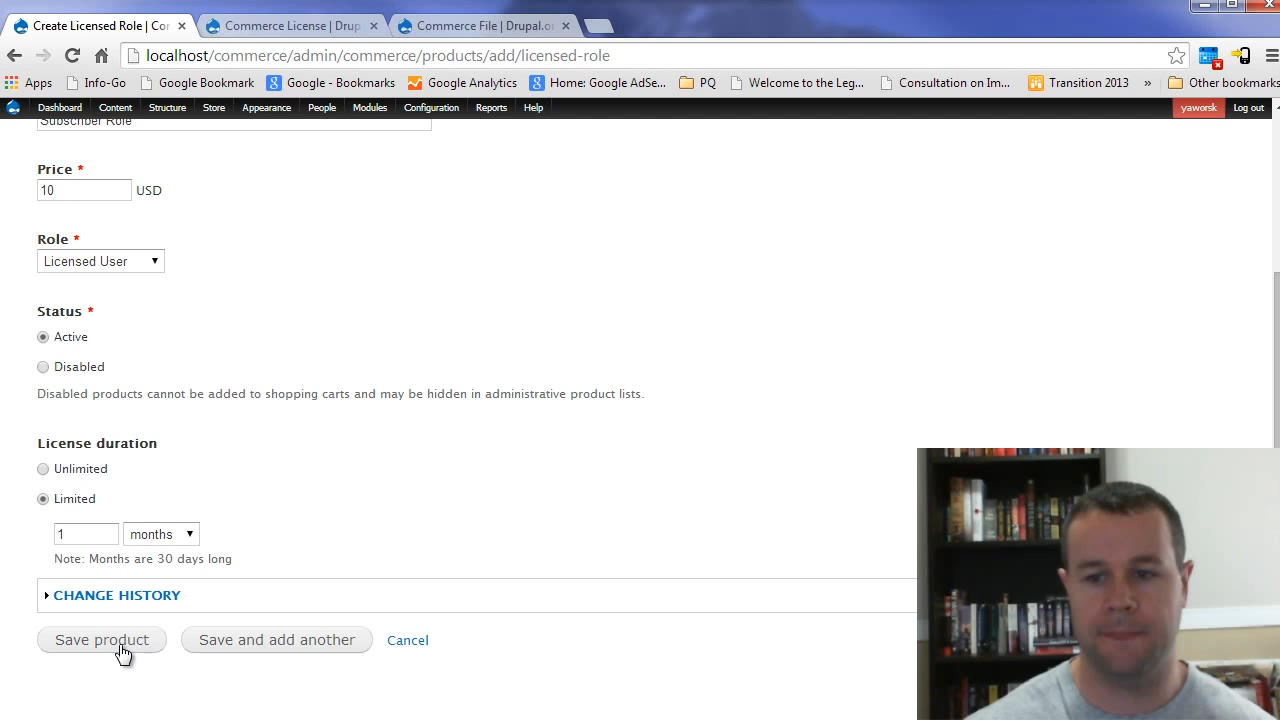 Create Licensed Role | Co
Commerce License | Drup
Commerce File | Drupal.o
localhost/commerce/admin/commerce/products/add/licensed-role
Apps Info-Go Google Bookmark Google - Bookmarks Google Analytics Google: Home: Google AdSe... PQ Welcome to the Leg... Consultation on Im... Transition 2013 » Other bookmarks
Dashboard Content Structure Store Appearance People Modules Configuration Reports Help yaworsk Log out
Subscriber Role
Price *
10 USD
Role *
Licensed User
Status *
Active
Disabled
Disabled products cannot be added to shopping carts and may be hidden in administrative product lists.
License duration
Unlimited
Limited
1 months
Note: Months are 30 days long
CHANGE HISTORY
Save product Save and add another Cancel